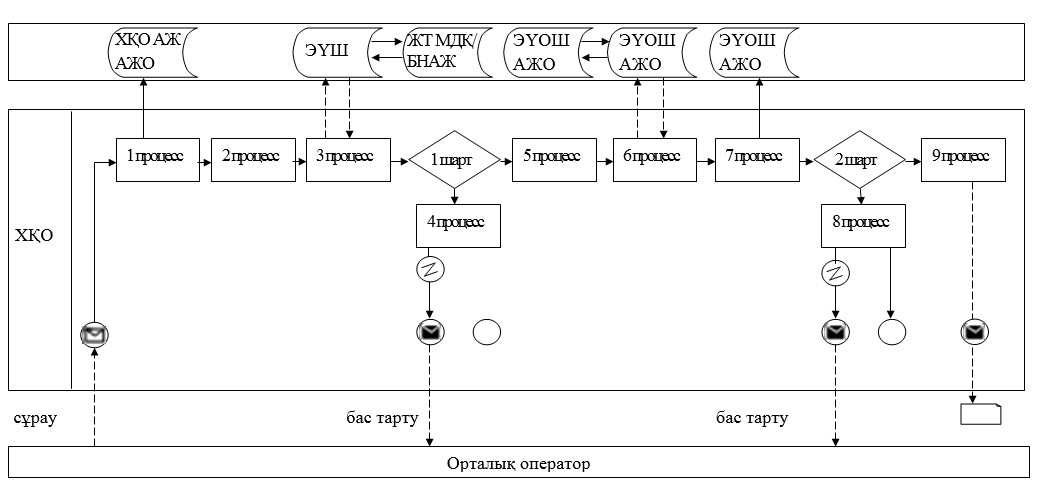 ХҚО АЖ
АЖО
ЭҮШ
ЖТ МДҚ/
БНАЖ
ЭҮОШ
АЖО
ЭҮОШ
АЖО
ЭҮОШ
АЖО
1 процесс
2 процесс
3 процесс
1 шарт
5 процесс
6 процесс
7 процесс
2 шарт
9 процесс
4 процесс
8 процесс
ХҚО
сұрау
бас тарту
бас тарту
Орталық оператор